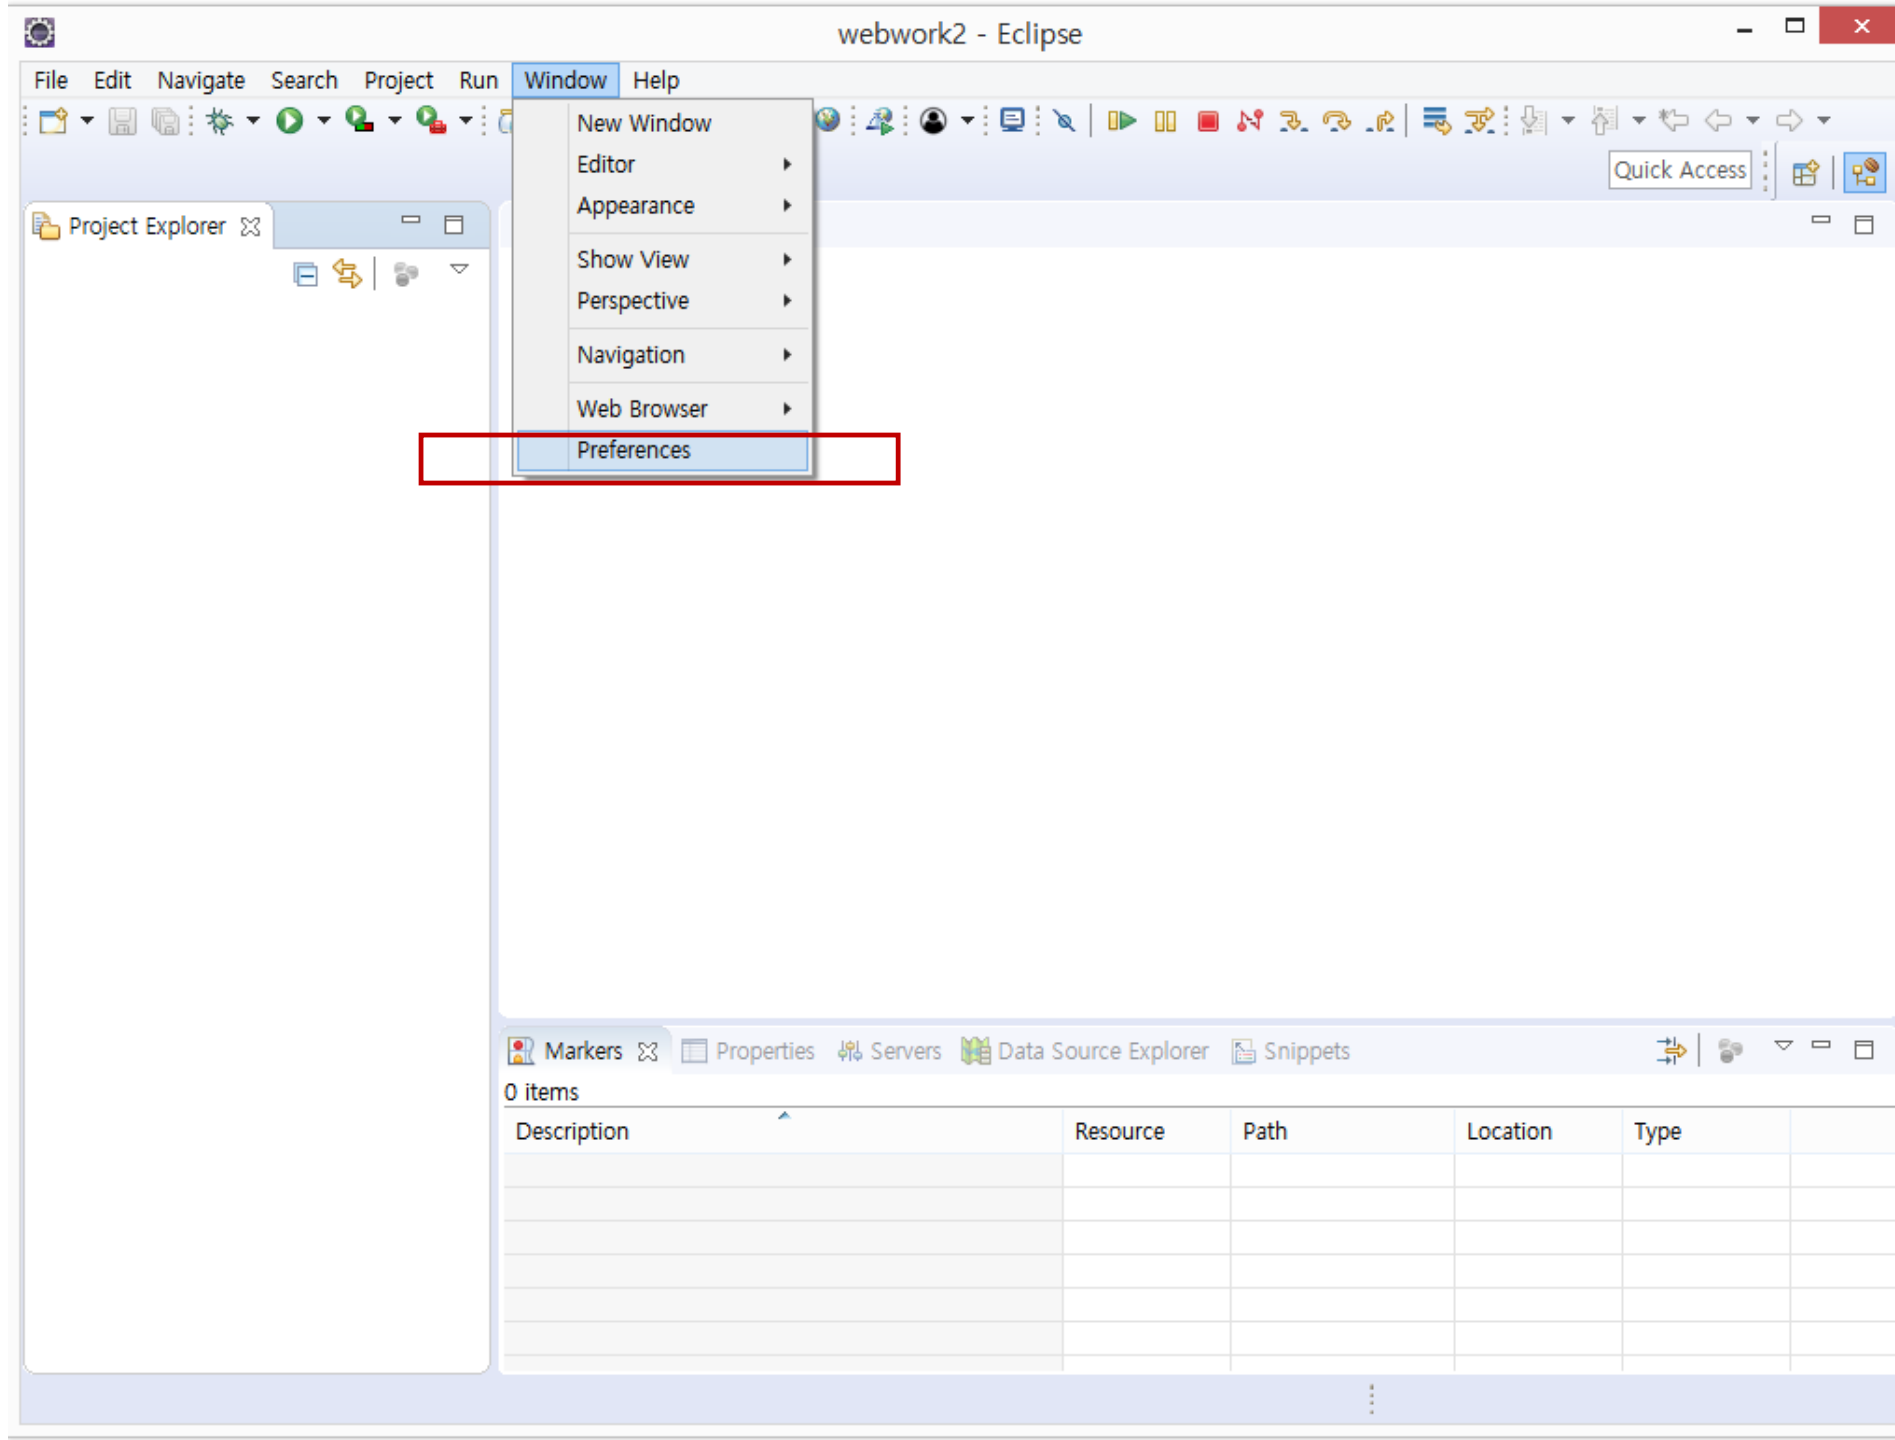 webwork2 - Eclipse
File Edit Navigate Search Project Run Window Help
New Window
Editor
Appearance
Show View
Perspective
Navigation
Web Browser
Preferences
Quick Access
Project Explorer
Markers Properties Servers Data Source Explorer Snippets
0 items
Description Resource Path Location Type